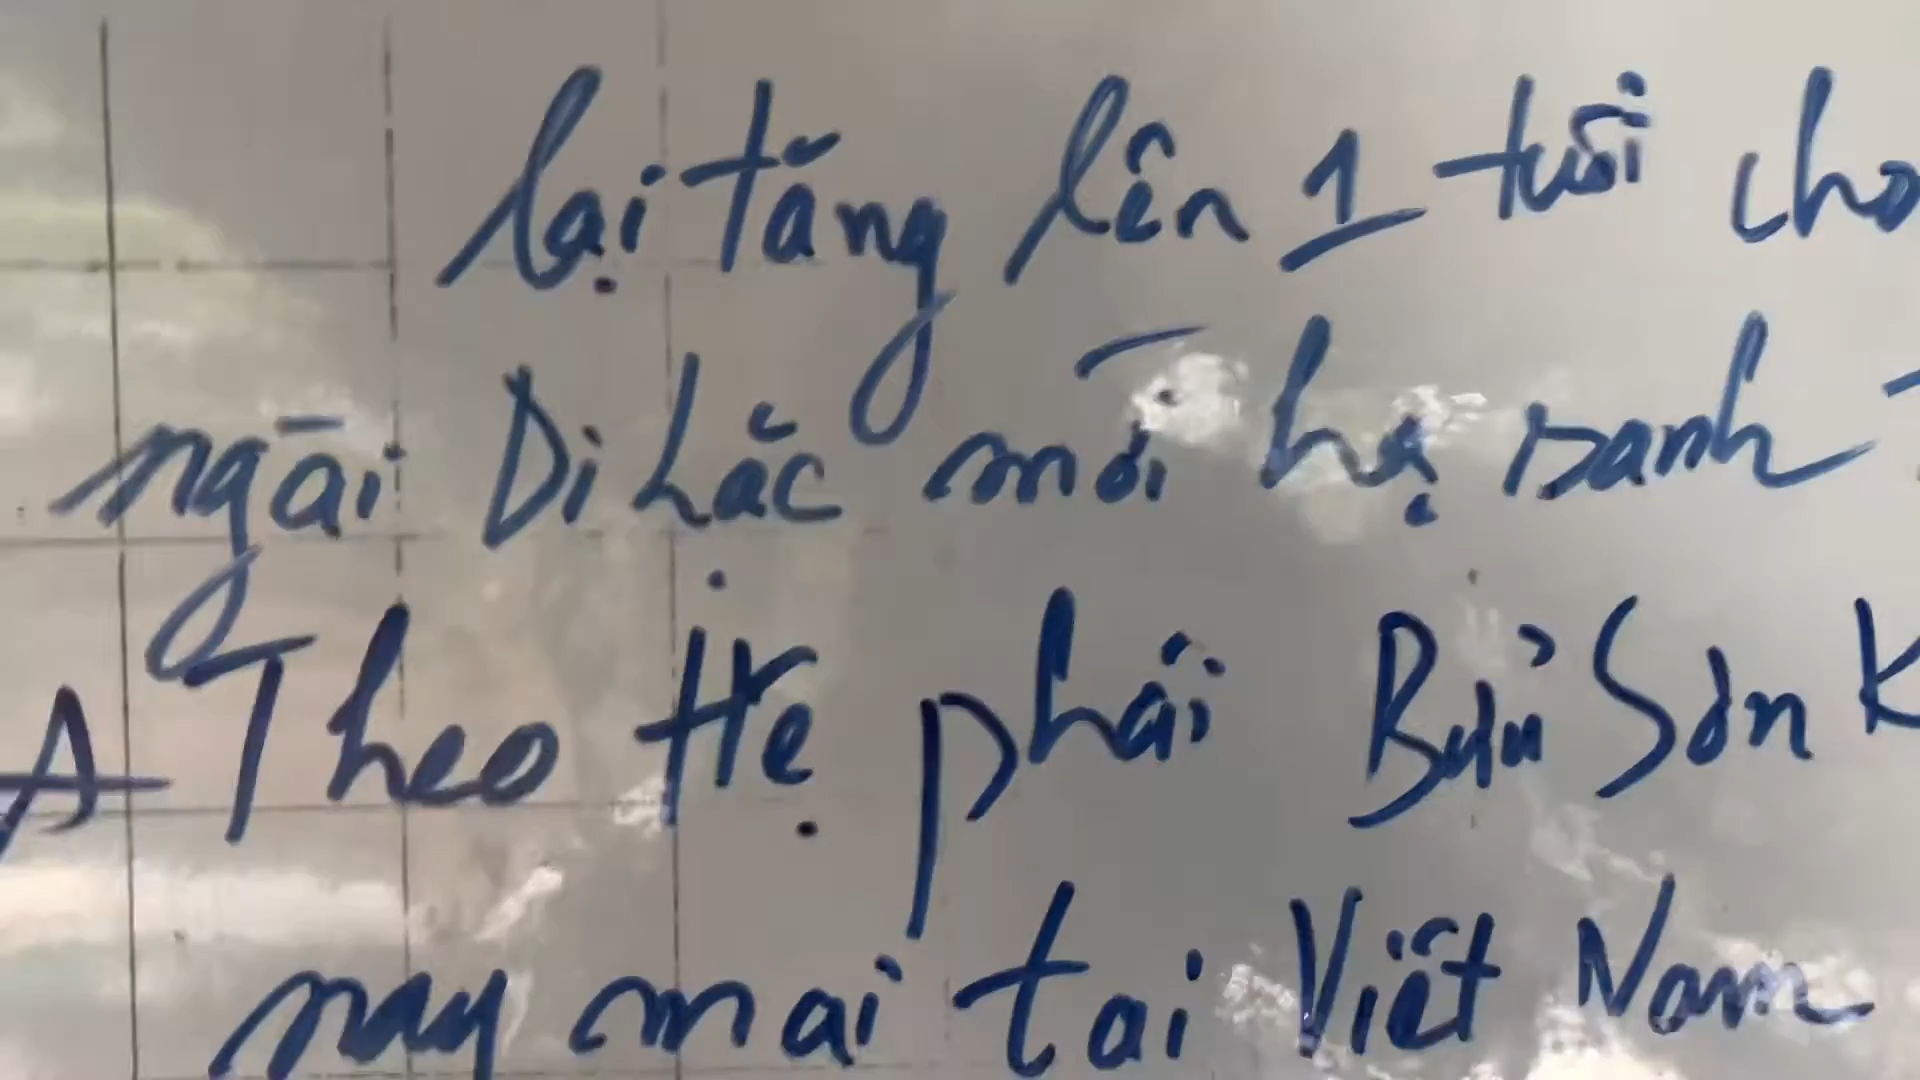 lại tăng lên 1 tuổi cho
ngài Di Lặc mới hạ sanh
Theo Hệ phái Bửu Sơn K
nay mai tại Việt Nam